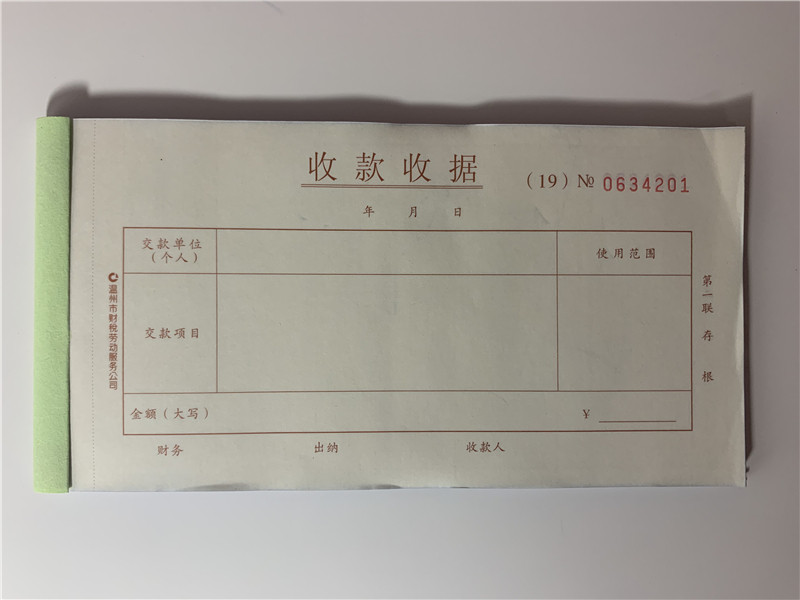 收款收据
（19）№ 0634201
年 月 日
交款单位
（个人）
使用范围
交款项目
金额（大写）
¥
财务 出纳 收款人
温州市财税劳动服务公司
第一联 存根